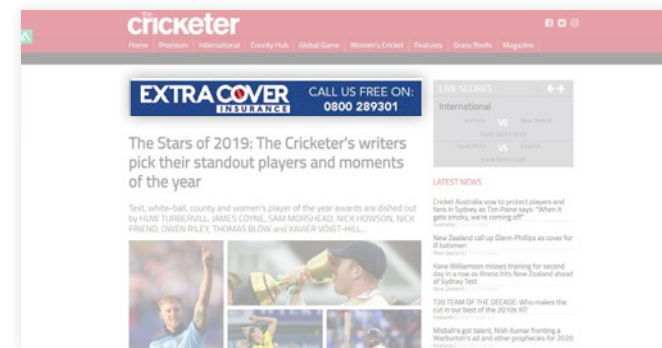 the
cricketer
Home Premium International County Hub Global Game Women's Cricket Features Grass Roots Magazine
EXTRA COVER
INSURANCE
CALL US FREE ON:
0800 289301
The Stars of 2019: The Cricketer's writers
pick their standout players and moments
of the year
Test, white-ball, county and women's player of the year awards are dished out
by HUW TURBERVILL, JAMES COYNE, SAM MORSHEAD, NICK HOWSON, NICK
FRIEND, OWEN RILEY, THOMAS BLOW and XAVIER VOIGT-HILL...
LIVE SCORES
International
Australia VS New Zealand
South Africa VS England
LATEST NEWS
Cricket Australia vow to protect players and
fans in Sydney as Tim Paine says: "When it
gets smoky, we're coming off"
Australia |
New Zealand call up Glenn Phillips as cover for
ill batsmen
New Zealand |
Kane Williamson misses training for second
day in a row as illness hits New Zealand ahead
of Sydney Test
New Zealand |
T20 TEAM OF THE DECADE: Who makes the
cut in our best of the 2010s XI?
Features |
Misbah's got talent, Nish Kumar fronting a
Warburton's ad and other prophecies for 2020
Features |